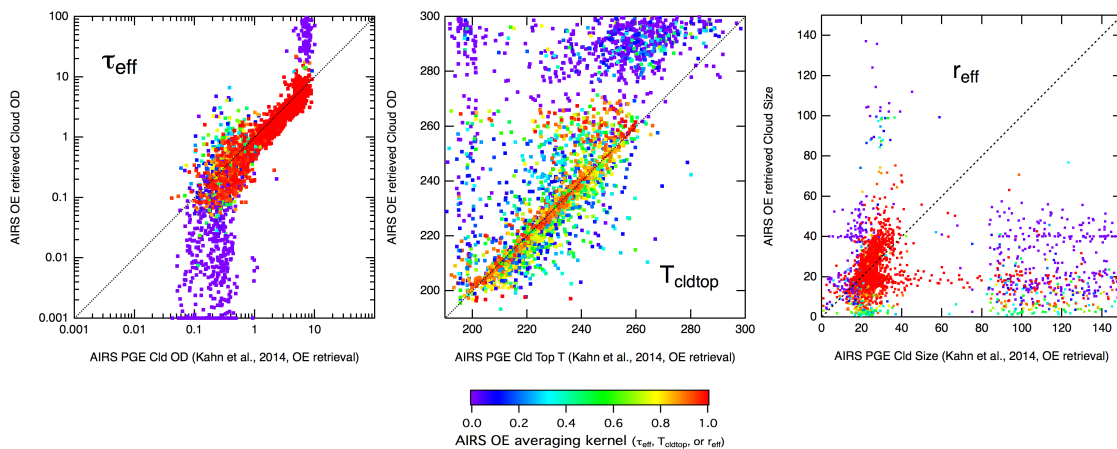 100
10
1
0.1
0.01
0.001
0.001 0.01 0.1 1 10 100
τeff
AIRS OE retrieved Cloud OD
AIRS PGE Cld OD (Kahn et al., 2014, OE retrieval)
300
280
260
240
220
200
200 220 240 260 280 300
Tcldtop
AIRS OE retrieved Cloud OD
AIRS PGE Cld Top T (Kahn et al., 2014, OE retrieval)
140
120
100
80
60
40
20
0
0 20 40 60 80 100 120 140
reff
AIRS OE retrieved Cloud Size
AIRS PGE Cld Size (Kahn et al., 2014, OE retrieval)
0.0 0.2 0.4 0.6 0.8 1.0
AIRS OE averaging kernel (τeff, Tcldtop, or reff)